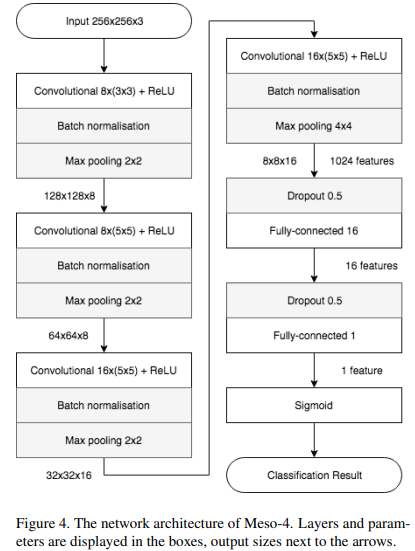 Input 256x256x3
Convolutional 8x(3x3) + ReLU
Batch normalisation
Max pooling 2x2
128x128x8
Convolutional 8x(5x5) + ReLU
Batch normalisation
Max pooling 2x2
64x64x8
Convolutional 16x(5x5) + ReLU
Batch normalisation
Max pooling 2x2
32x32x16
Convolutional 16x(5x5) + ReLU
Batch normalisation
Max pooling 4x4
8x8x16 1024 features
Dropout 0.5
Fully-connected 16
16 features
Dropout 0.5
Fully-connected 1
1 feature
Sigmoid
Classification Result
Figure 4. The network architecture of Meso-4. Layers and param-
eters are displayed in the boxes, output sizes next to the arrows.